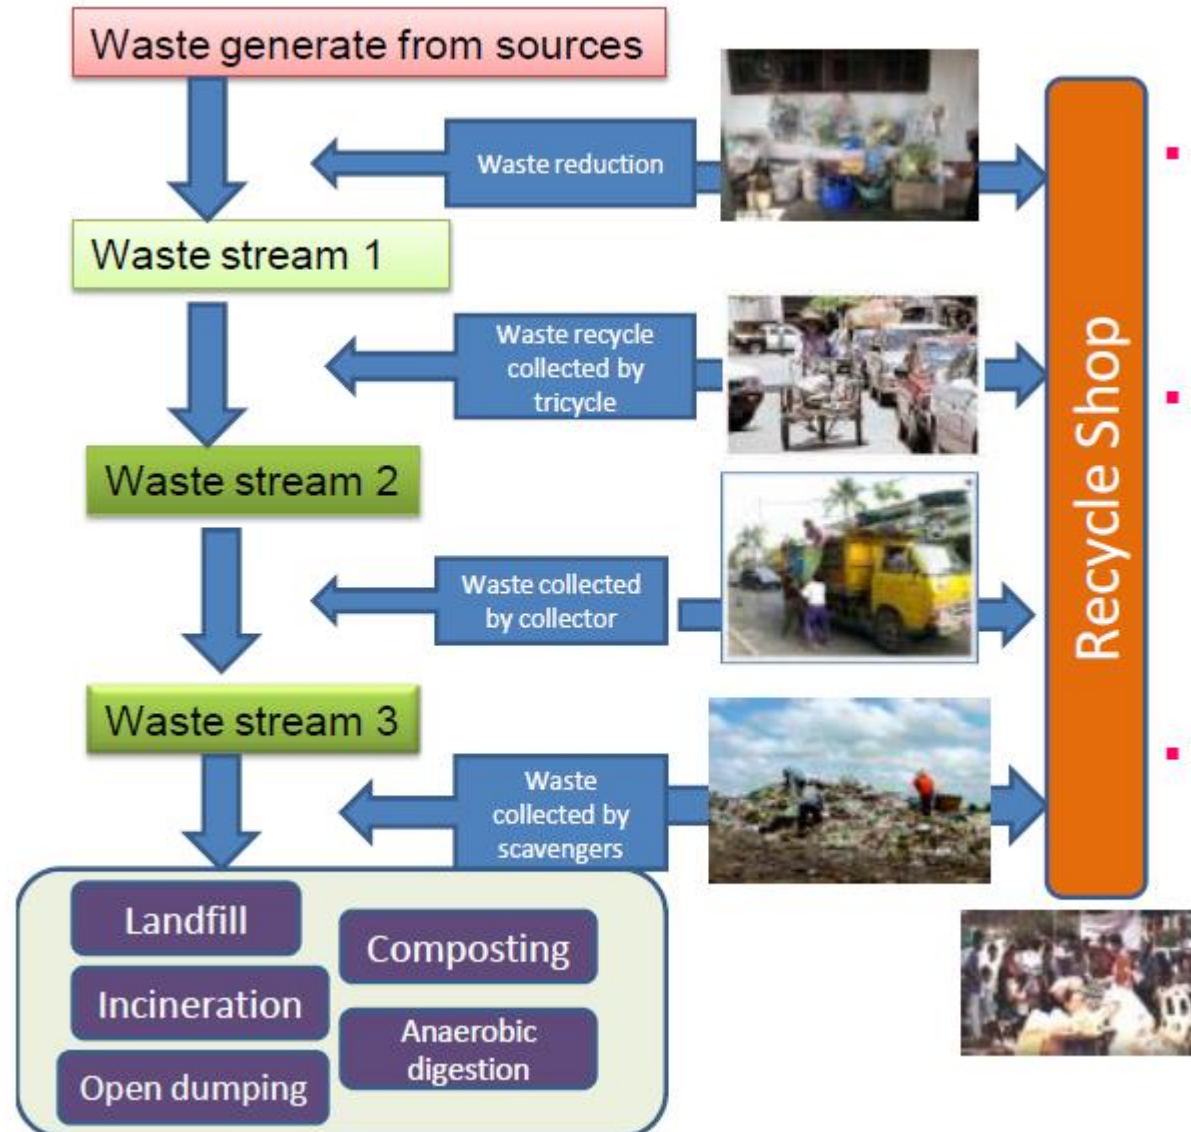 Waste generate from sources
Waste reduction
Waste stream 1
Waste recycle
collected by
tricycle
Waste stream 2
Waste collected
by collector
Waste stream 3
Waste
collected by
scavengers
Recycle Shop
Landfill
Composting
Incineration
Anaerobic
digestion
Open dumping